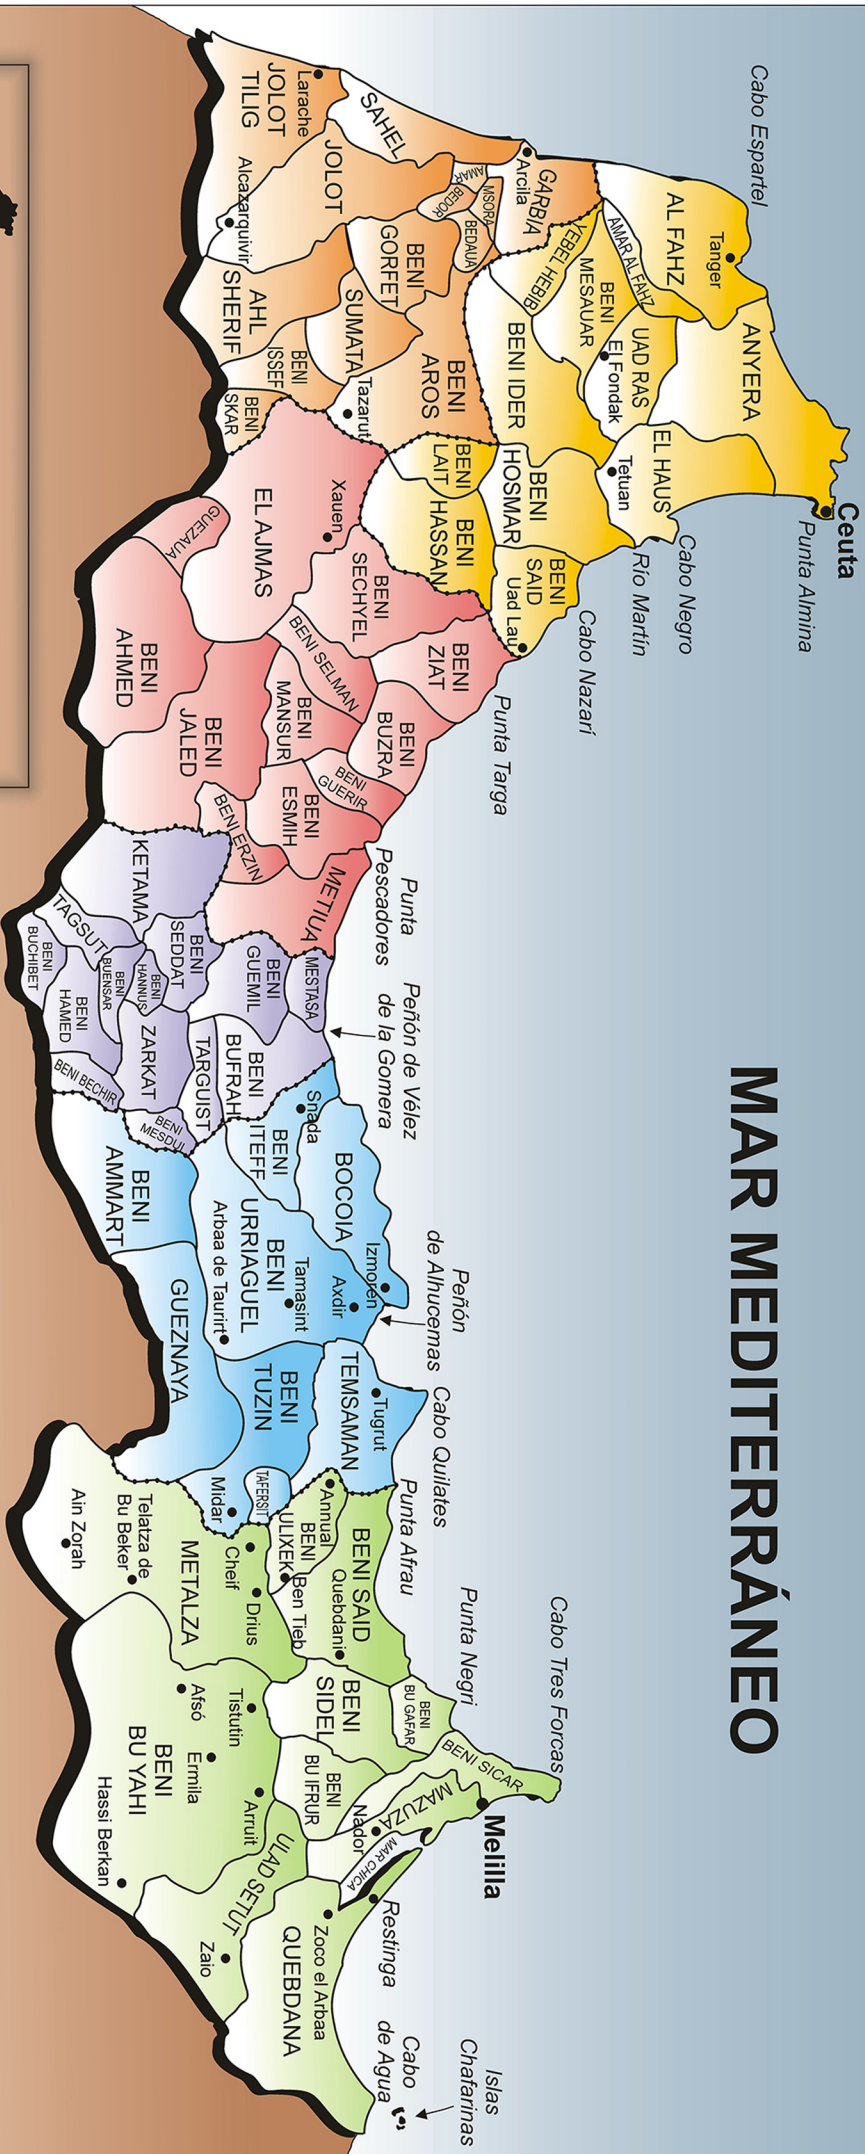 MAR MEDITERRÁNEO
Cabo Espartel
Ceuta
Punta Almina
Cabo Negro
Río Martín
Cabo Nazarí
Punta Targa
Punta
Pescadores
Peñón de Vélez
de la Gomera
Peñón
de Alhucemas
Cabo Quilates
Punta Afrau
Punta Negri
Cabo Tres Forcas
Melilla
Restinga
Islas
Chafarinas
Cabo
de Agua
Tanger
AL FAHZ
ANYERA
AMAR AL FAHZ
UAD RAS
El Fondak
BENI
MESAUAR
YEBEL HEBIB
BENI IDER
EL HAUS
Tetuan
BENI
HOSMAR
BENI
SAID
Uad Lau
BENI
LAIT
BENI
HASSAN
GARBIA
Arcila
SAHEL
AMAR
MSORA
BEDOR
BEDAUA
Larache
JOLOT
TILIG
JOLOT
Alcazarquivir
BENI
GORFET
BENI
AROS
SUMATA
Tazarut
AHL
SHERIF
BENI
ISSEF
BENI
SKAR
Xauen
EL AJMAS
GUEZAUA
BENI
SECHYEL
BENI
ZIAT
BENI SELMAN
BENI
BUZRA
BENI
MANSUR
BENI
GUERIR
BENI
ESMIH
BENI
AHMED
BENI
JALED
BENI ERZIN
METIUA
KETAMA
TAGSUT
BENI
SEDDAT
BENI
GUEMIL
MESTASA
BENI
BUCHIBET
BENI
BUENSAR
BENI
HANNUS
BENI
HAMED
ZARKAT
TARGUIST
BENI
BUFRAH
BENI BECHIR
BENI
MESDUI
Snada
BENI
ITEFF
BOCOIA
Izmoren
Axdir
Tamasint
BENI
URRIAGUEL
Arbaa de Taurirt
BENI
AMMART
GUEZNAYA
BENI
TUZIN
TEMSAMAN
Tugrut
TAFERSIT
Midar
Annual
BENI
ULIXEK
BENI SAID
Quebdani
Ben Tieb
Cheif
Drius
METALZA
Telatza de
Bu Beker
Ain Zorah
BENI
SIDEL
BENI
BU GAFAR
BENI SICAR
MAZUZA
Nador
MAR CHICA
BENI
BU IFRUR
Tistutin
Afsó
Ermila
Arruit
BENI
BU YAHI
Hassi Berkan
ULAD SETUT
Zaio
Zoco el Arbaa
QUEBDANA